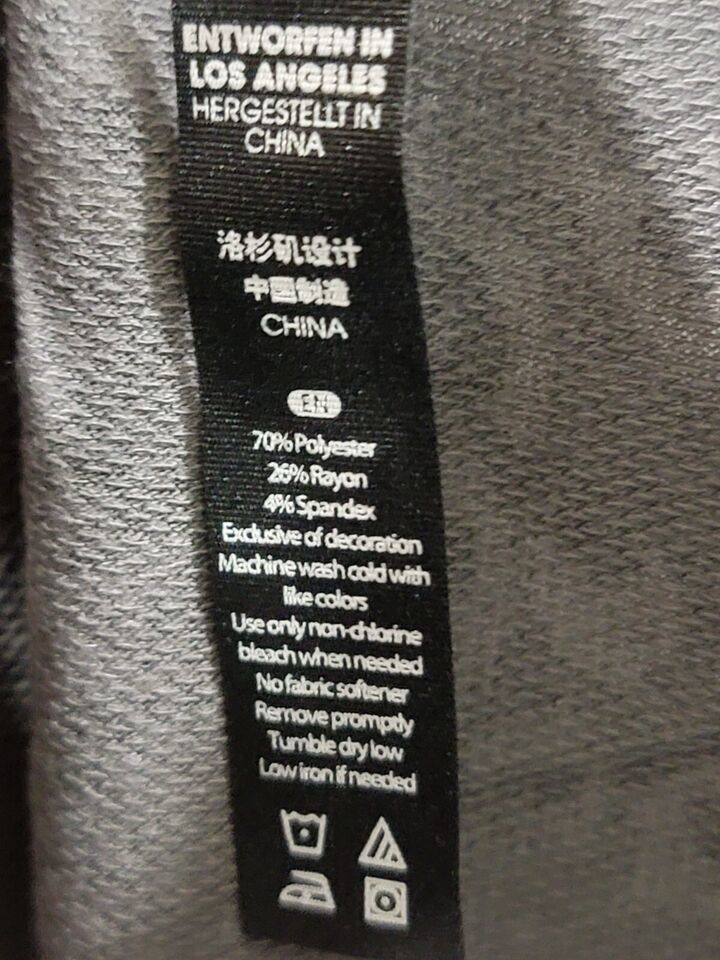 ENTWORFEN IN
LOS ANGELES
HERGESTELLT IN
CHINA
洛杉矶设计
中國制造
CHINA
EN
70% Polyester
26% Rayon
4% Spandex
Exclusive of decoration
Machine wash cold with
like colors
Use only non-chlorine
bleach when needed
No fabric softener
Remove promptly
Tumble dry low
Low iron if needed